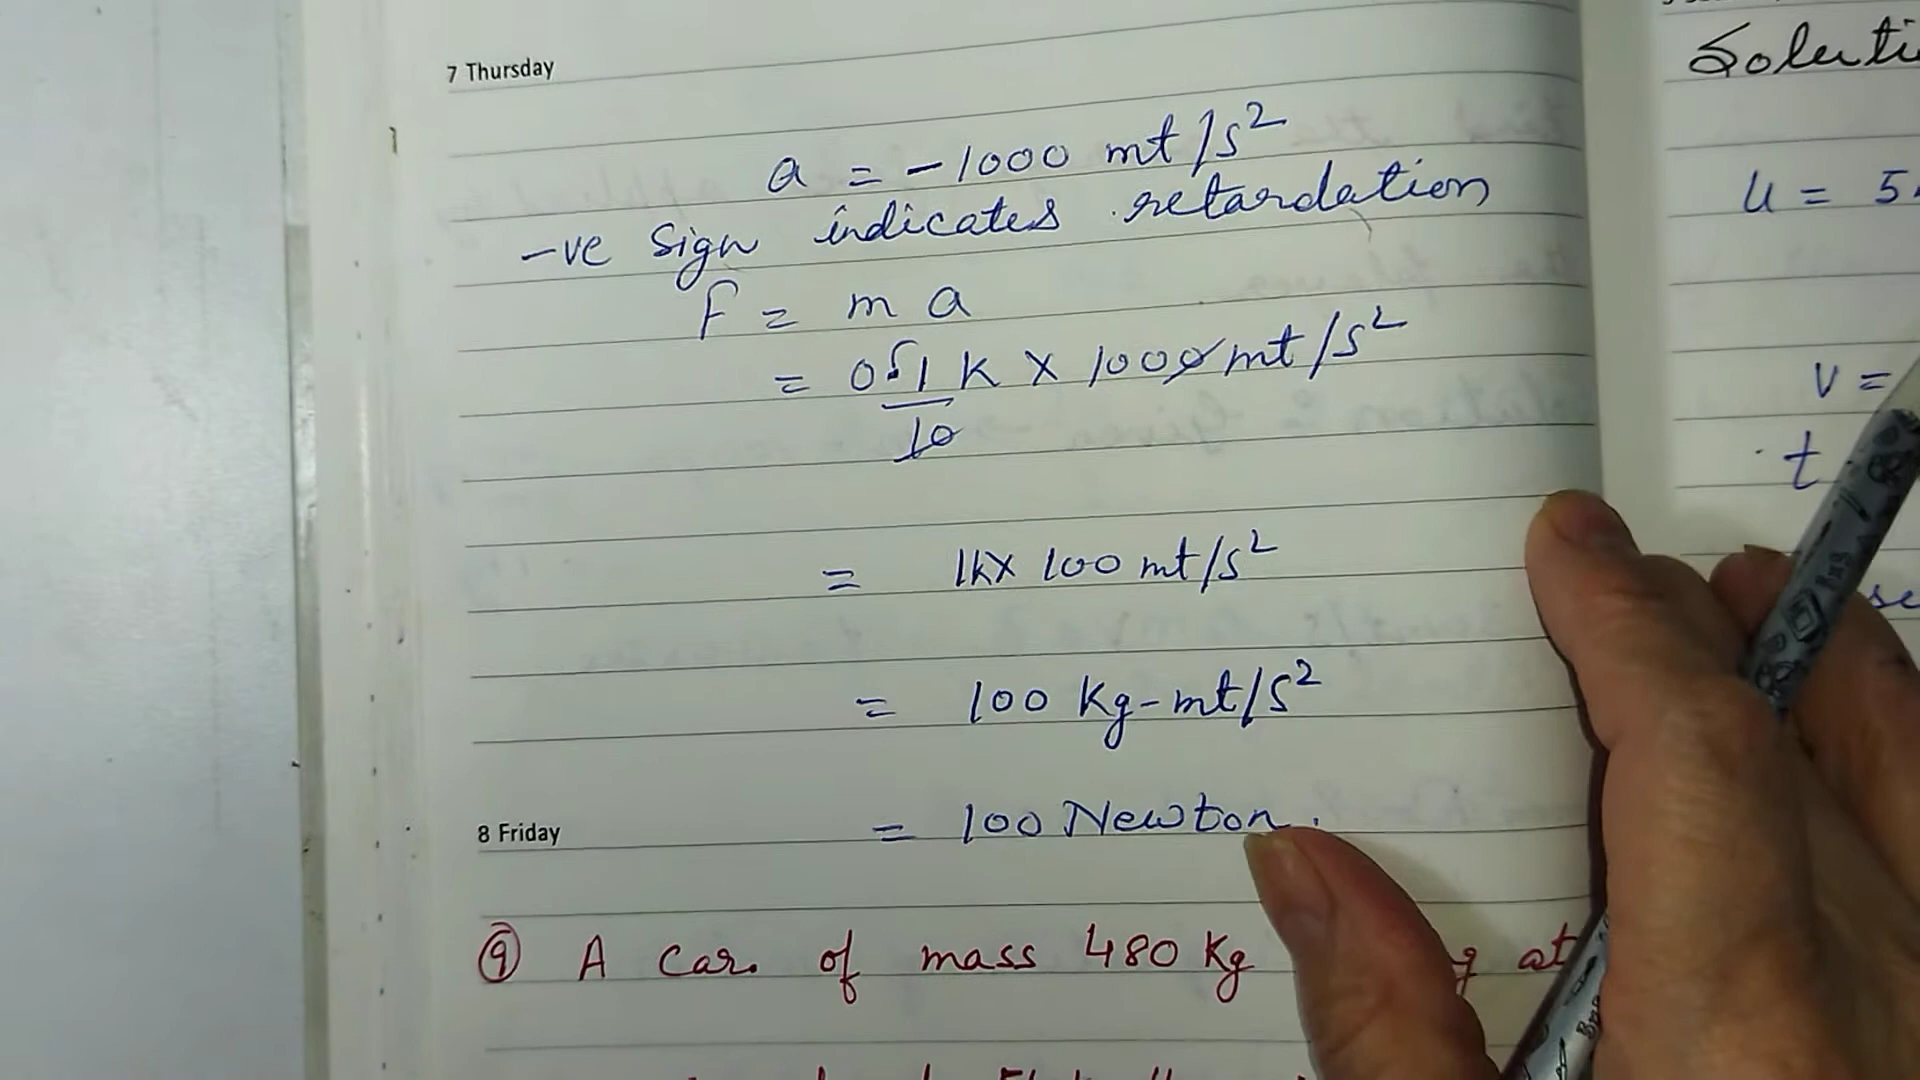 7 Thursday
a = -1000 mt/s²
-ve sign indicates retardation
F = m a
= 0.1 K × 1000 mt/s²
10
= 1k× 100 mt/s²
= 100 Kg-mt/s²
8 Friday
= 100 Newton.
⑨ A car of mass 480 Kg at
u = 5
v =
t